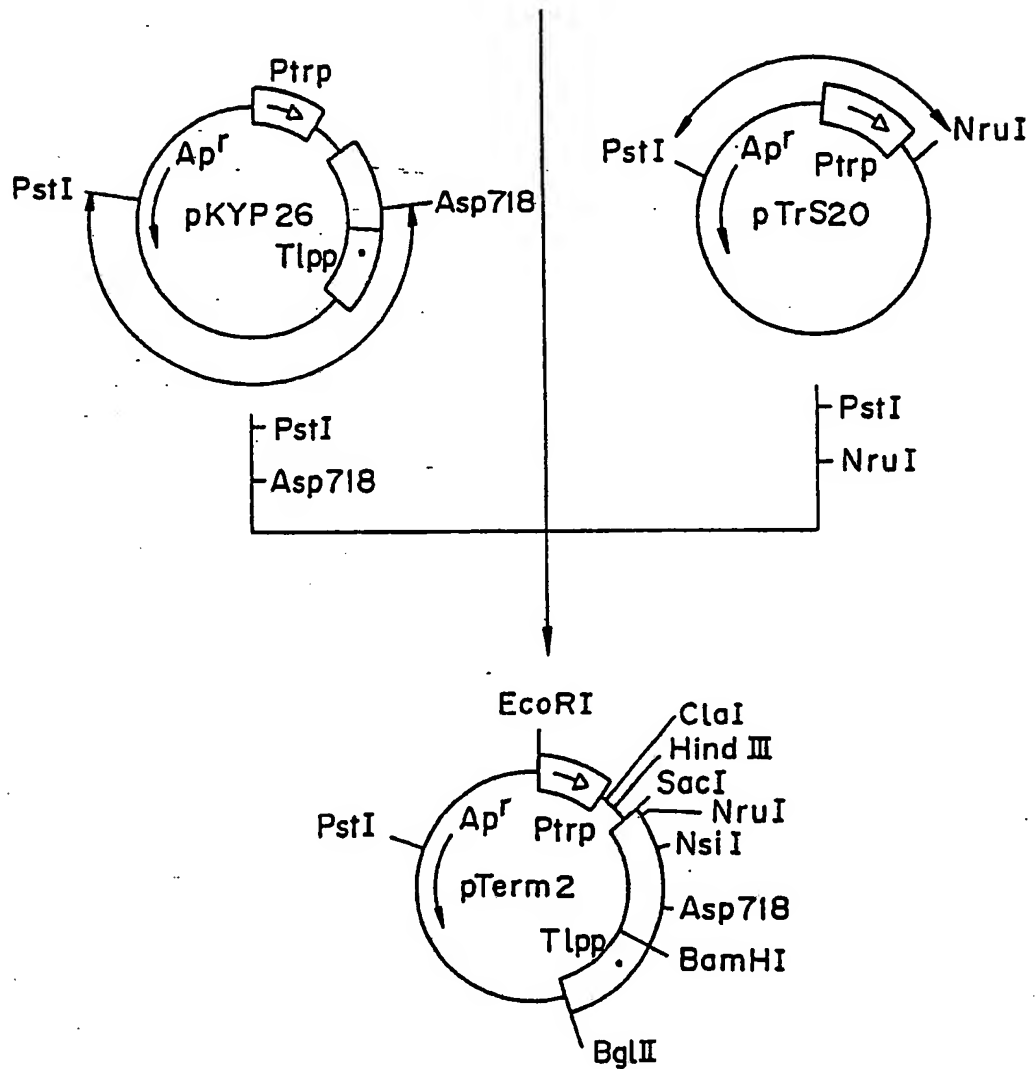 Ptrp
Apʳ
PstI
pKYP26
Asp718
Tlpp
PstI
Apʳ
Ptrp
NruI
pTrS20
PstI
Asp718
PstI
NruI
EcoRI
ClaI
Hind III
SacI
NruI
NsiI
PstI
Apʳ
Ptrp
pTerm2
Asp718
Tlpp
BamHI
BglII